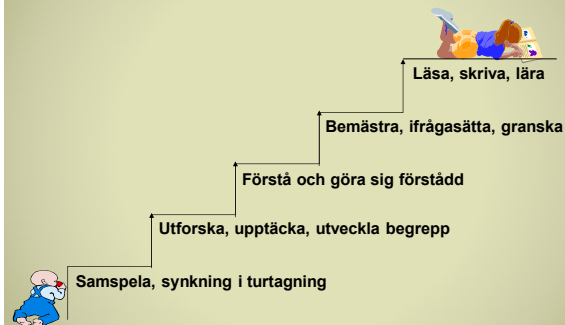 Läsa, skriva, lära
Bemästra, ifrågasätta, granska
Förstå och göra sig förstådd
Utforska, upptäcka, utveckla begrepp
Samspela, synkning i turtagning